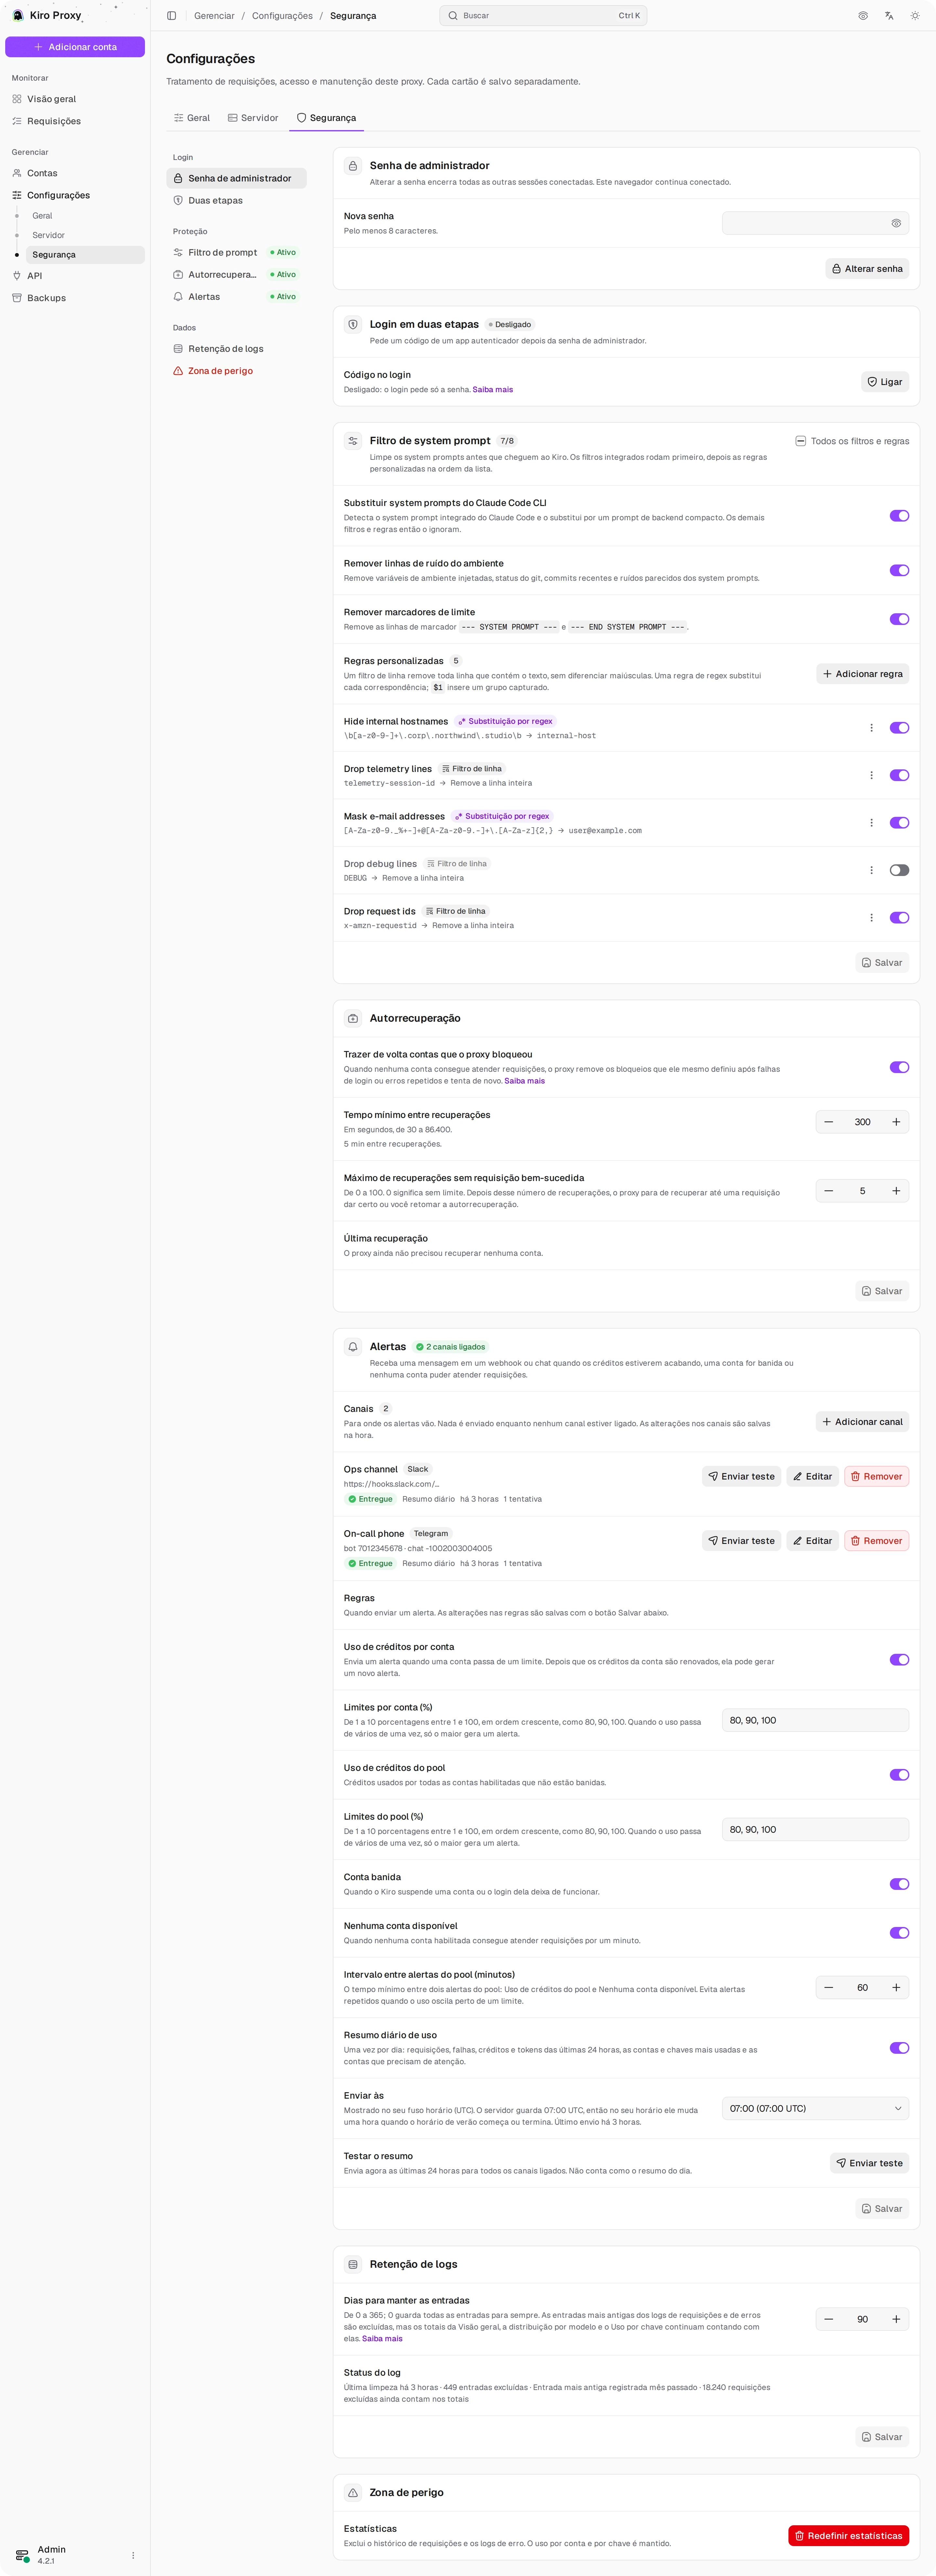 Kiro Proxy
Gerenciar / Configurações / Segurança
Buscar
Ctrl K
Adicionar conta
Monitorar
Visão geral
Requisições
Gerenciar
Contas
Configurações
Geral
Servidor
Segurança
API
Backups
Configurações
Tratamento de requisições, acesso e manutenção deste proxy. Cada cartão é salvo separadamente.
Geral
Servidor
Segurança
Login
Senha de administrador
Duas etapas
Proteção
Filtro de prompt
Ativo
Autorrecupera...
Ativo
Alertas
Ativo
Dados
Retenção de logs
Zona de perigo
Senha de administrador
Alterar a senha encerra todas as outras sessões conectadas. Este navegador continua conectado.
Nova senha
Pelo menos 8 caracteres.
Alterar senha
Login em duas etapas
Desligado
Pede um código de um app autenticador depois da senha de administrador.
Código no login
Desligado: o login pede só a senha. Saiba mais
Ligar
Filtro de system prompt
7/8
Todos os filtros e regras
Limpe os system prompts antes que cheguem ao Kiro. Os filtros integrados rodam primeiro, depois as regras
personalizadas na ordem da lista.
Substituir system prompts do Claude Code CLI
Detecta o system prompt integrado do Claude Code e o substitui por um prompt de backend compacto. Os demais
filtros e regras então o ignoram.
Remover linhas de ruído do ambiente
Remove variáveis de ambiente injetadas, status do git, commits recentes e ruídos parecidos dos system prompts.
Remover marcadores de limite
Remove as linhas de marcador --- SYSTEM PROMPT --- e --- END SYSTEM PROMPT ---.
Regras personalizadas
5
Um filtro de linha remove toda linha que contém o texto, sem diferenciar maiúsculas. Uma regra de regex substitui
cada correspondência; $1 insere um grupo capturado.
Adicionar regra
Hide internal hostnames
Substituição por regex
\b[a-z0-9-]+\.corp\.northwind\.studio\b → internal-host
Drop telemetry lines
Filtro de linha
telemetry-session-id → Remove a linha inteira
Mask e-mail addresses
Substituição por regex
[A-Za-z0-9._%+-]+@[A-Za-z0-9.-]+\.[A-Za-z]{2,} → user@example.com
Drop debug lines
Filtro de linha
DEBUG → Remove a linha inteira
Drop request ids
Filtro de linha
x-amzn-requestid → Remove a linha inteira
Salvar
Autorrecuperação
Trazer de volta contas que o proxy bloqueou
Quando nenhuma conta consegue atender requisições, o proxy remove os bloqueios que ele mesmo definiu após falhas
de login ou erros repetidos e tenta de novo. Saiba mais
Tempo mínimo entre recuperações
Em segundos, de 30 a 86.400.
5 min entre recuperações.
300
Máximo de recuperações sem requisição bem-sucedida
De 0 a 100. 0 significa sem limite. Depois desse número de recuperações, o proxy para de recuperar até uma requisição
dar certo ou você retomar a autorrecuperação.
5
Última recuperação
O proxy ainda não precisou recuperar nenhuma conta.
Salvar
Alertas
2 canais ligados
Receba uma mensagem em um webhook ou chat quando os créditos estiverem acabando, uma conta for banida ou
nenhuma conta puder atender requisições.
Canais
2
Para onde os alertas vão. Nada é enviado enquanto nenhum canal estiver ligado. As alterações nos canais são salvas
na hora.
Adicionar canal
Ops channel
Slack
https://hooks.slack.com/...
Entregue Resumo diário há 3 horas 1 tentativa
Enviar teste
Editar
Remover
On-call phone
Telegram
bot 7012345678 · chat -1002003004005
Entregue Resumo diário há 3 horas 1 tentativa
Enviar teste
Editar
Remover
Regras
Quando enviar um alerta. As alterações nas regras são salvas com o botão Salvar abaixo.
Uso de créditos por conta
Envia um alerta quando uma conta passa de um limite. Depois que os créditos da conta são renovados, ela pode gerar
um novo alerta.
Limites por conta (%)
De 1 a 10 porcentagens entre 1 e 100, em ordem crescente, como 80, 90, 100. Quando o uso passa
de vários de uma vez, só o maior gera um alerta.
80, 90, 100
Uso de créditos do pool
Créditos usados por todas as contas habilitadas que não estão banidas.
Limites do pool (%)
De 1 a 10 porcentagens entre 1 e 100, em ordem crescente, como 80, 90, 100. Quando o uso passa
de vários de uma vez, só o maior gera um alerta.
80, 90, 100
Conta banida
Quando o Kiro suspende uma conta ou o login dela deixa de funcionar.
Nenhuma conta disponível
Quando nenhuma conta habilitada consegue atender requisições por um minuto.
Intervalo entre alertas do pool (minutos)
O tempo mínimo entre dois alertas do pool: Uso de créditos do pool e Nenhuma conta disponível. Evita alertas
repetidos quando o uso oscila perto de um limite.
60
Resumo diário de uso
Uma vez por dia: requisições, falhas, créditos e tokens das últimas 24 horas, as contas e chaves mais usadas e as
contas que precisam de atenção.
Enviar às
Mostrado no seu fuso horário (UTC). O servidor guarda 07:00 UTC, então no seu horário ele muda
uma hora quando o horário de verão começa ou termina. Último envio há 3 horas.
07:00 (07:00 UTC)
Testar o resumo
Envia agora as últimas 24 horas para todos os canais ligados. Não conta como o resumo do dia.
Enviar teste
Salvar
Retenção de logs
Dias para manter as entradas
De 0 a 365; 0 guarda todas as entradas para sempre. As entradas mais antigas dos logs de requisições e de erros
são excluídas, mas os totais da Visão geral, a distribuição por modelo e o Uso por chave continuam contando com
elas. Saiba mais
90
Status do log
Última limpeza há 3 horas · 449 entradas excluídas · Entrada mais antiga registrada mês passado · 18.240 requisições
excluídas ainda contam nos totais
Salvar
Zona de perigo
Estatísticas
Exclui o histórico de requisições e os logs de erro. O uso por conta e por chave é mantido.
Redefinir estatísticas
Admin
4.2.1